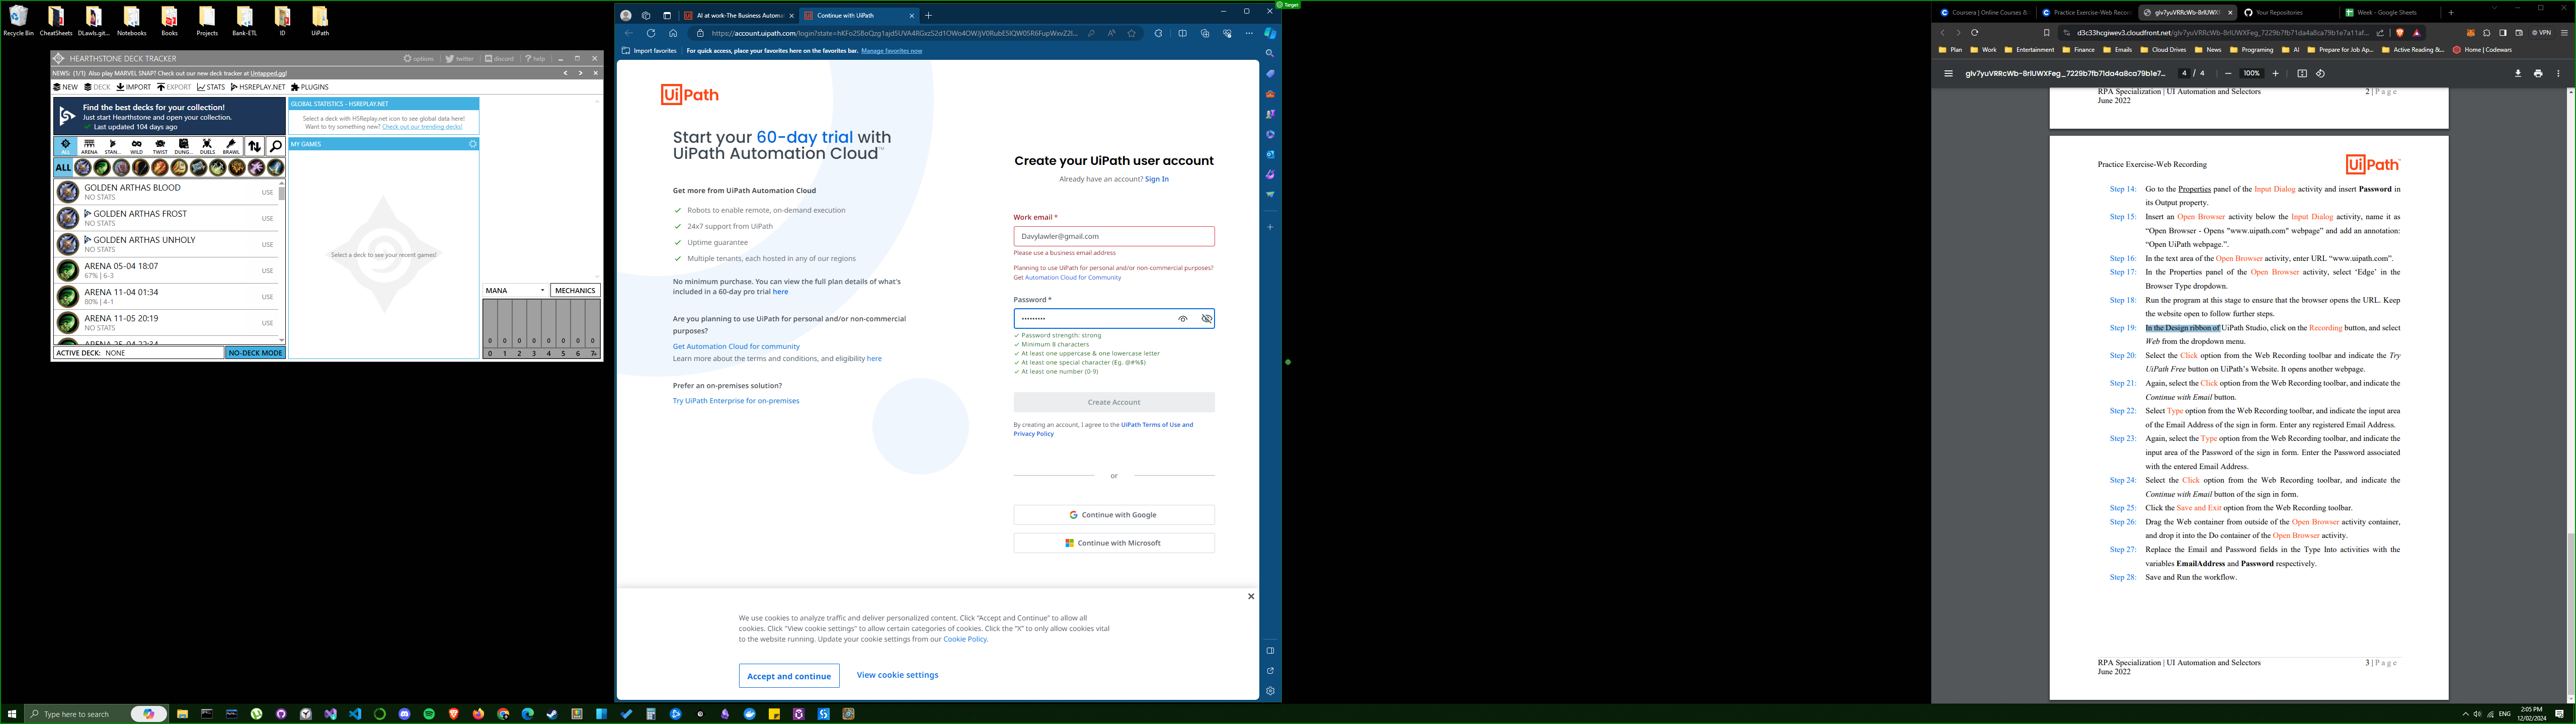 Recycle Bin
CheatSheets
DLawls.git...
Notebooks
Books
Projects
Bank-ETL
ID
UiPath
HEARTHSTONE DECK TRACKER
options
twitter
discord
help
NEWS: (1/1) Also play MARVEL SNAP? Check out our new deck tracker at Untapped.gg!
NEW
DECK
IMPORT
EXPORT
STATS
HSREPLAY.NET
PLUGINS
Find the best decks for your collection!
Just start Hearthstone and open your collection.
Last updated 104 days ago
GLOBAL STATISTICS - HSREPLAY.NET
Select a deck with HSReplay.net icon to see global data here!
Want to try something new? Check out our trending decks!
MY GAMES
Select a deck to see your recent games!
ALL ARENA STAN... WILD TWIST DUNG... DUELS BRAWL
ALL
GOLDEN ARTHAS BLOOD
NO STATS
USE
GOLDEN ARTHAS FROST
NO STATS
USE
GOLDEN ARTHAS UNHOLY
NO STATS
USE
ARENA 05-04 18:07
67% | 6-3
USE
ARENA 11-04 01:34
80% | 4-1
USE
ARENA 11-05 20:19
NO STATS
USE
ARENA 25-04 22:34
ACTIVE DECK: NONE
NO-DECK MODE
MANA
MECHANICS
0 0 0 0 0 0 0 0
0 1 2 3 4 5 6 7+
AI at work-The Business Automa
Continue with UiPath
Import favorites
For quick access, place your favorites here on the favorites bar. Manage favorites now
Target
UiPath
Start your 60-day trial with
UiPath Automation Cloud™
Get more from UiPath Automation Cloud
Robots to enable remote, on-demand execution
24x7 support from UiPath
Uptime guarantee
Multiple tenants, each hosted in any of our regions
No minimum purchase. You can view the full plan details of what's
included in a 60-day pro trial here
Are you planning to use UiPath for personal and/or non-commercial
purposes?
Get Automation Cloud for community
Learn more about the terms and conditions, and eligibility here
Prefer an on-premises solution?
Try UiPath Enterprise for on-premises
Create your UiPath user account
Already have an account? Sign In
Work email *
Davylawler@gmail.com
Please use a business email address
Planning to use UiPath for personal and/or non-commercial purposes?
Get Automation Cloud for Community
Password *
Password strength: strong
Minimum 8 characters
At least one uppercase & one lowercase letter
At least one special character (Eg. @#%$)
At least one number (0-9)
Create Account
By creating an account, I agree to the UiPath Terms of Use and
Privacy Policy
or
Continue with Google
Continue with Microsoft
We use cookies to analyze traffic and deliver personalized content. Click "Accept and Continue" to allow all
cookies. Click "View cookie settings" to allow certain categories of cookies. Click the "X" to only allow cookies vital
to the website running. Update your cookie settings from our Cookie Policy.
Accept and continue
View cookie settings
Coursera | Online Courses &
Practice Exercise-Web Recor
glv7yuVRRcWb-8rIUWXF
Your Repositories
Week - Google Sheets
VPN
Plan
Work
Entertainment
Finance
Emails
Cloud Drives
News
Programing
AI
Prepare for Job Ap...
Active Reading &...
Home | Codewars
glv7yuVRRcWb-8rIUWXFeg_7229b7fb71da4a8ca79b1e7...
4 / 4
100%
RPA Specialization | UI Automation and Selectors
2 | Page
June 2022
Practice Exercise-Web Recording
UiPath
Step 14: Go to the Properties panel of the Input Dialog activity and insert Password in
its Output property.
Step 15: Insert an Open Browser activity below the Input Dialog activity, name it as
“Open Browser - Opens "www.uipath.com" webpage” and add an annotation:
“Open UiPath webpage.”.
Step 16: In the text area of the Open Browser activity, enter URL “www.uipath.com”.
Step 17: In the Properties panel of the Open Browser activity, select ‘Edge’ in the
Browser Type dropdown.
Step 18: Run the program at this stage to ensure that the browser opens the URL. Keep
the website open to follow further steps.
Step 19: In the Design ribbon of UiPath Studio, click on the Recording button, and select
Web from the dropdown menu.
Step 20: Select the Click option from the Web Recording toolbar and indicate the Try
UiPath Free button on UiPath’s Website. It opens another webpage.
Step 21: Again, select the Click option from the Web Recording toolbar, and indicate the
Continue with Email button.
Step 22: Select Type option from the Web Recording toolbar, and indicate the input area
of the Email Address of the sign in form. Enter any registered Email Address.
Step 23: Again, select the Type option from the Web Recording toolbar, and indicate the
input area of the Password of the sign in form. Enter the Password associated
with the entered Email Address.
Step 24: Select the Click option from the Web Recording toolbar, and indicate the
Continue with Email button of the sign in form.
Step 25: Click the Save and Exit option from the Web Recording toolbar.
Step 26: Drag the Web container from outside of the Open Browser activity container,
and drop it into the Do container of the Open Browser activity.
Step 27: Replace the Email and Password fields in the Type Into activities with the
variables EmailAddress and Password respectively.
Step 28: Save and Run the workflow.
RPA Specialization | UI Automation and Selectors
3 | Page
June 2022
Type here to search
ENG
2:05 PM
12/02/2024